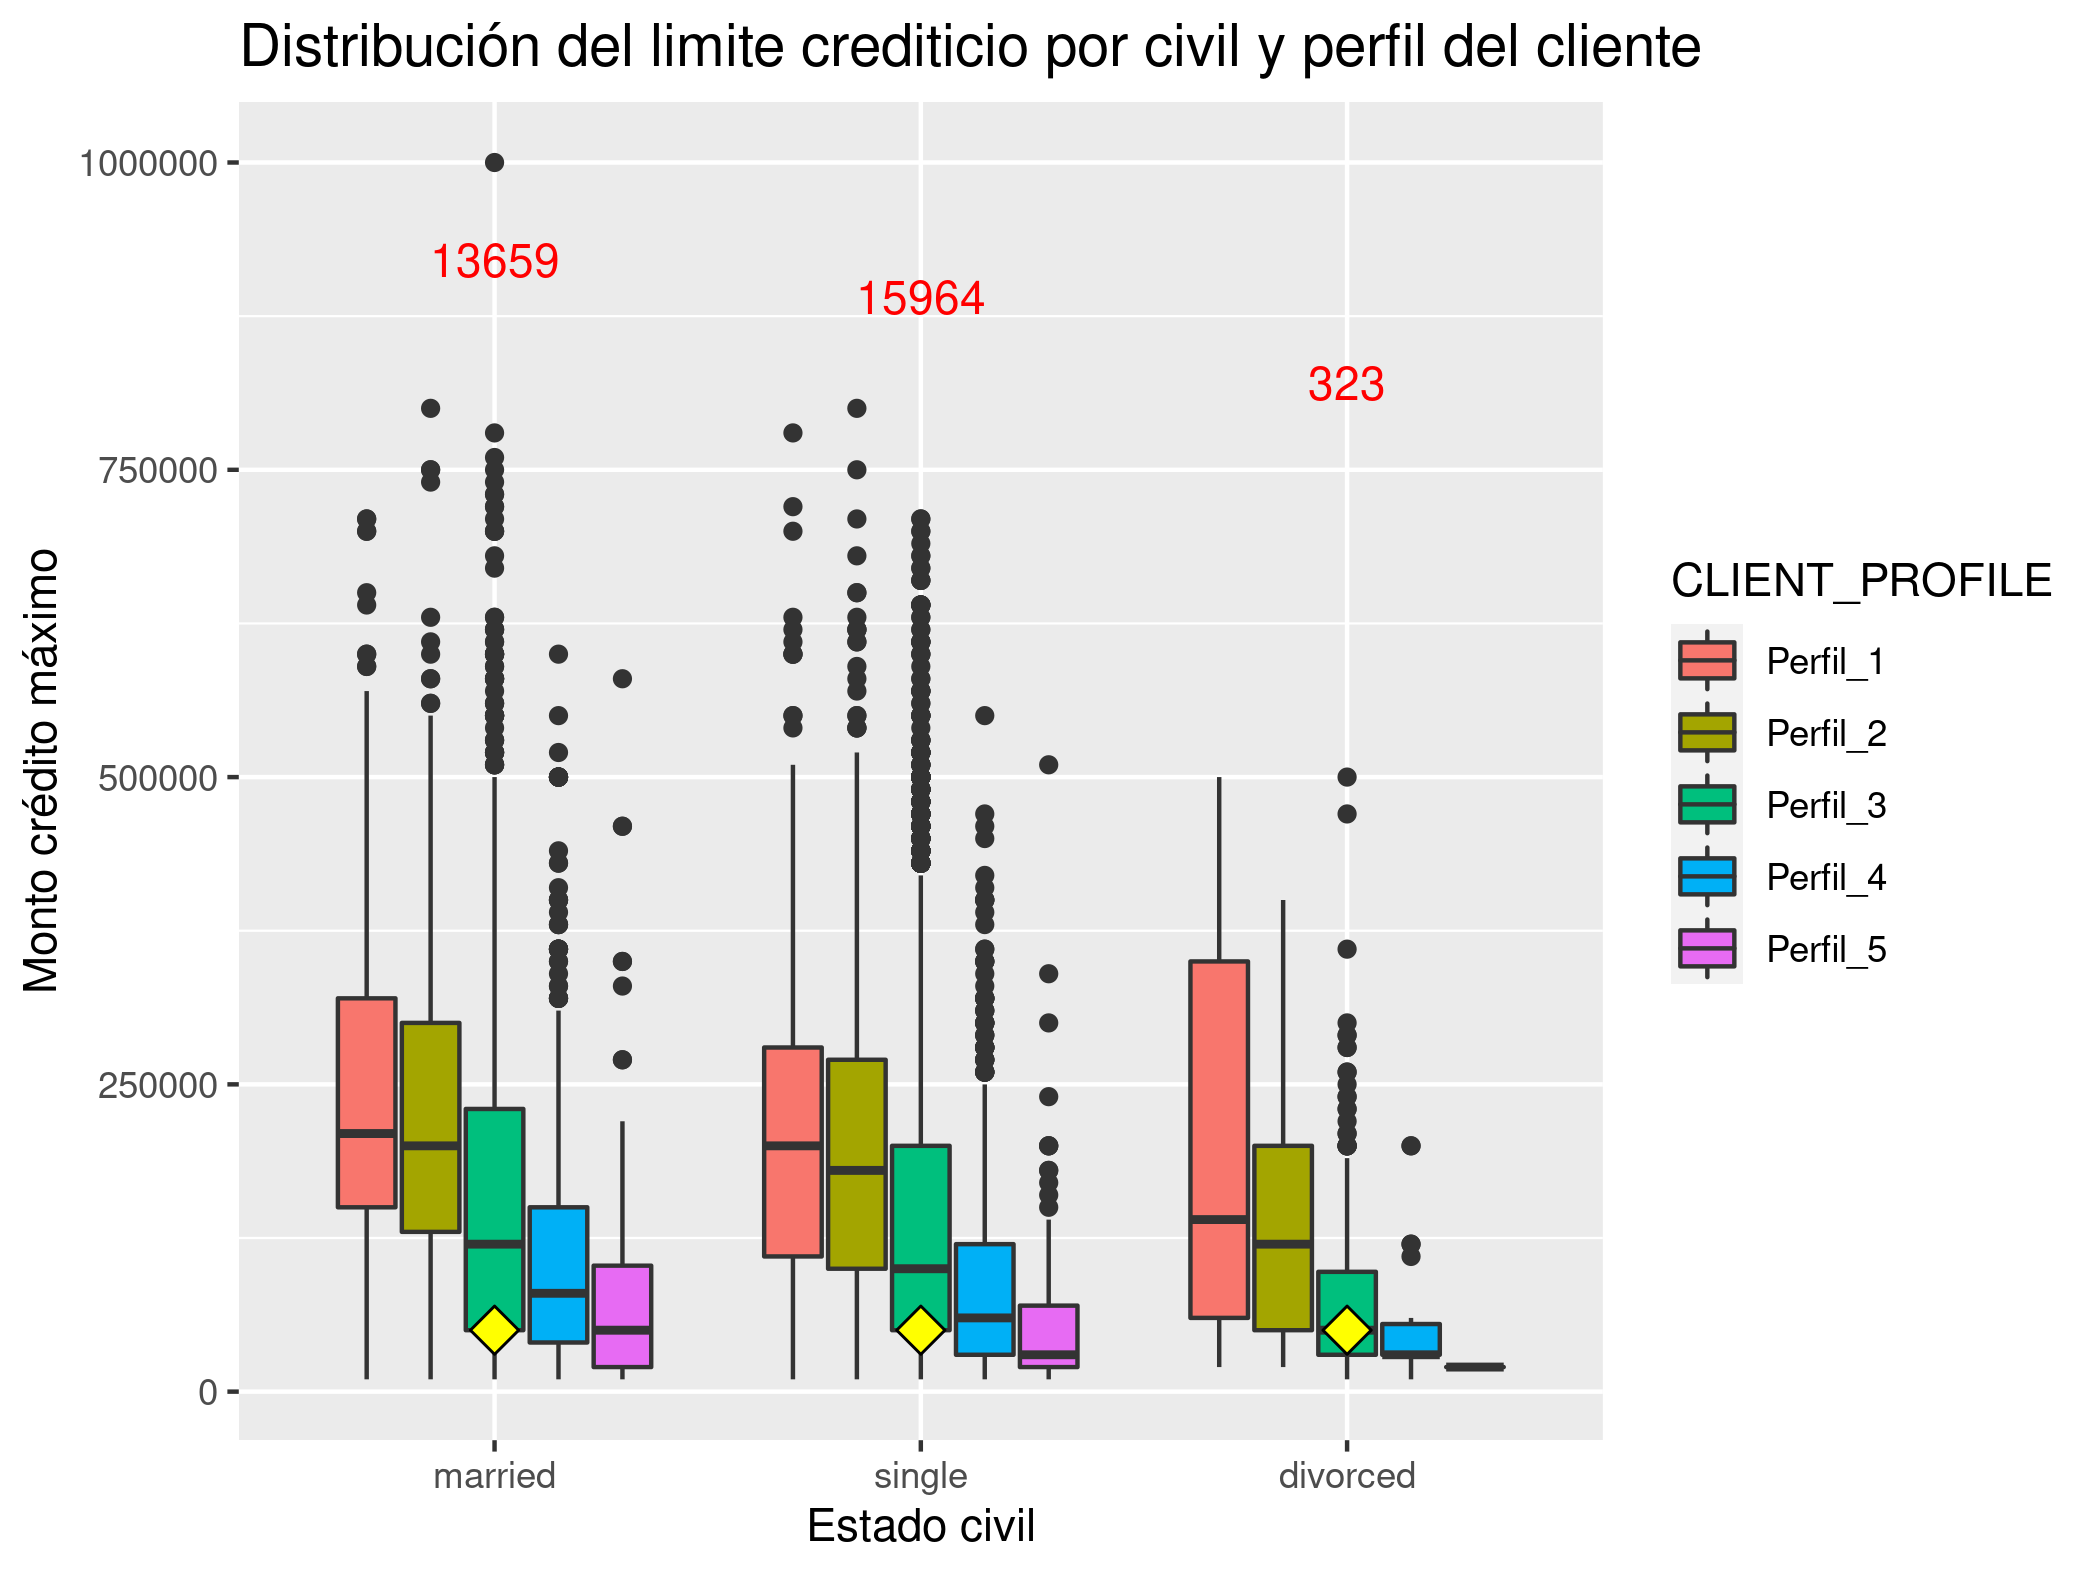 Distribución del limite crediticio por civil y perfil del cliente
Monto crédito máximo
1000000
750000
500000
250000
0
13659
15964
323
married
single
divorced
Estado civil
CLIENT_PROFILE
Perfil_1
Perfil_2
Perfil_3
Perfil_4
Perfil_5